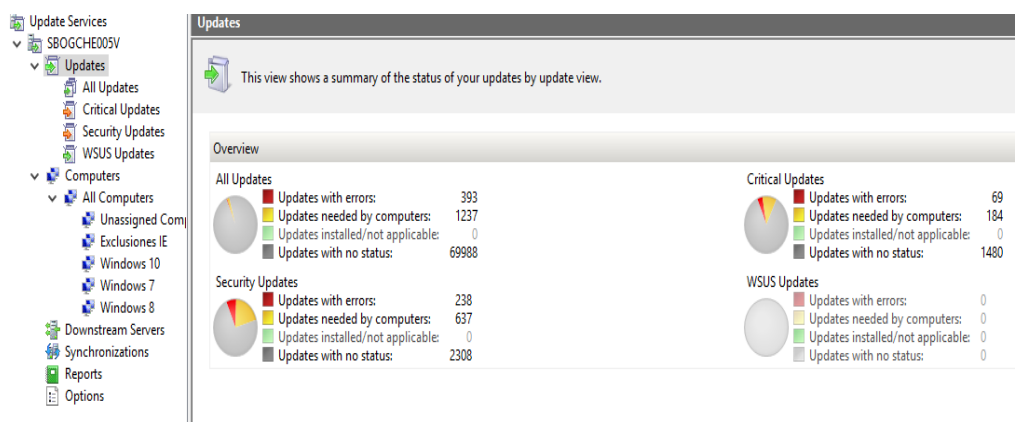 Update Services
SBOGCHE005V
Updates
All Updates
Critical Updates
Security Updates
WSUS Updates
Computers
All Computers
Unassigned Com
Exclusiones IE
Windows 10
Windows 7
Windows 8
Downstream Servers
Synchronizations
Reports
Options
Updates
This view shows a summary of the status of your updates by update view.
Overview
All Updates
Updates with errors: 393
Updates needed by computers: 1237
Updates installed/not applicable: 0
Updates with no status: 69988
Critical Updates
Updates with errors: 69
Updates needed by computers: 184
Updates installed/not applicable: 0
Updates with no status: 1480
Security Updates
Updates with errors: 238
Updates needed by computers: 637
Updates installed/not applicable: 0
Updates with no status: 2308
WSUS Updates
Updates with errors: 0
Updates needed by computers: 0
Updates installed/not applicable: 0
Updates with no status: 0